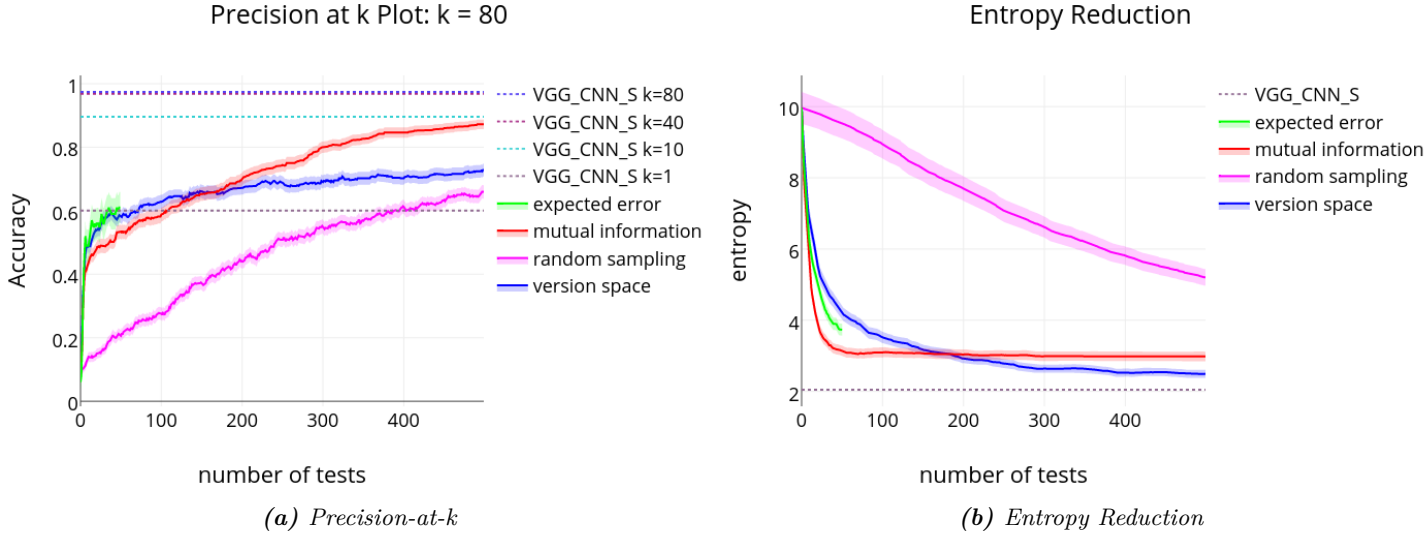 Precision at k Plot: k = 80
Accuracy
1
0.8
0.6
0.4
0.2
0
0 100 200 300 400
number of tests
VGG_CNN_S k=80
VGG_CNN_S k=40
VGG_CNN_S k=10
VGG_CNN_S k=1
expected error
mutual information
random sampling
version space
(a) Precision-at-k
Entropy Reduction
entropy
10
8
6
4
2
0 100 200 300 400
number of tests
VGG_CNN_S
expected error
mutual information
random sampling
version space
(b) Entropy Reduction